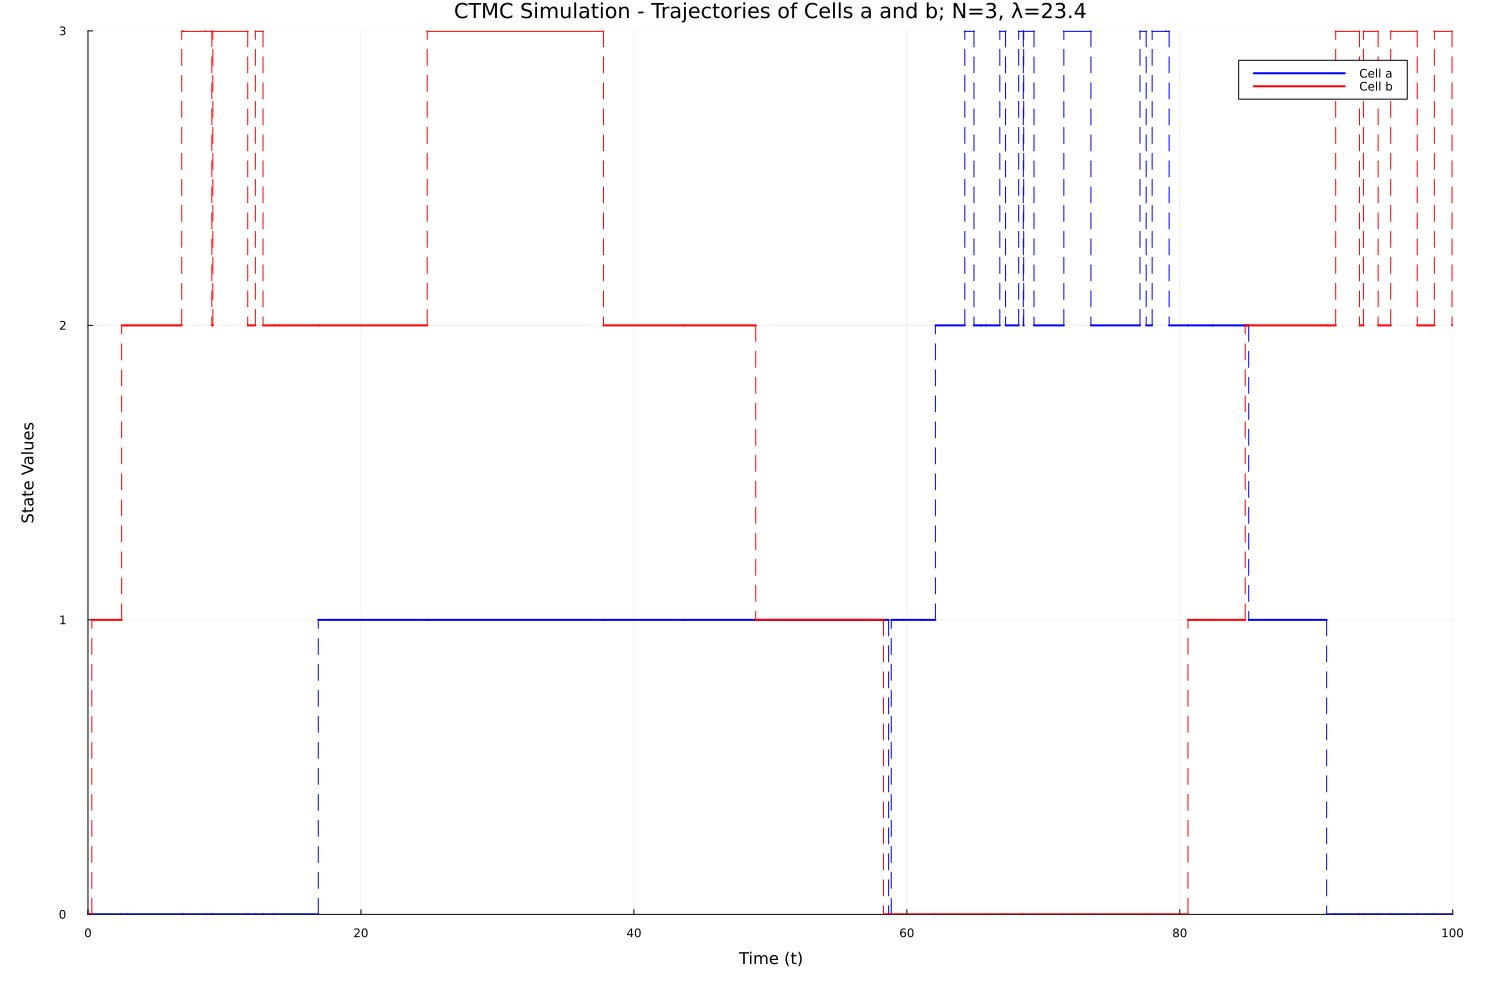 CTMC Simulation - Trajectories of Cells a and b; N=3, λ=23.4
3
Cell a
Cell b
2
State Values
1
0
0 20 40 60 80 100
Time (t)